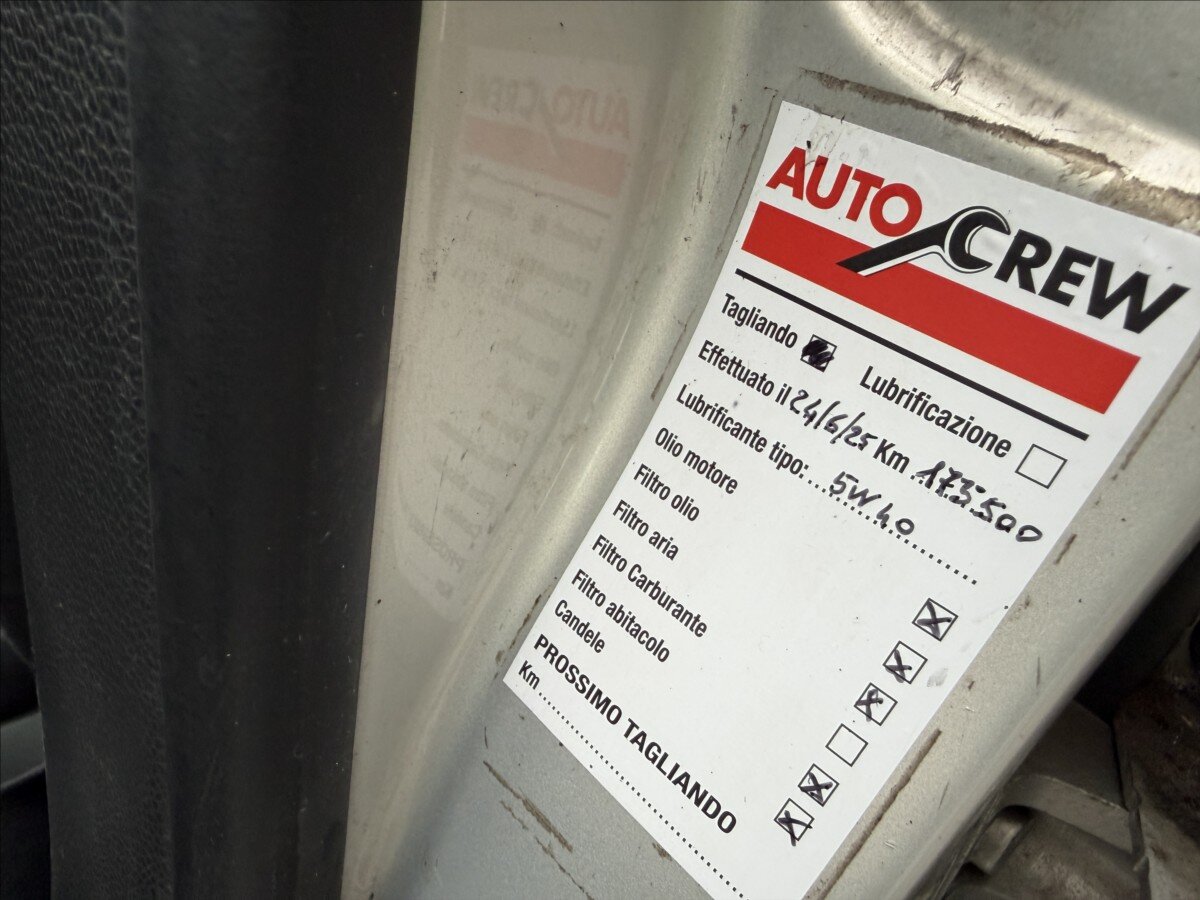 AUTO CREW
Tagliando Lubrificazione
Effettuato il 24/6/25 Km 173.500
Lubrificante tipo: 5W40
Olio motore
Filtro olio
Filtro aria
Filtro Carburante
Filtro abitacolo
Candele
PROSSIMO TAGLIANDO
Km